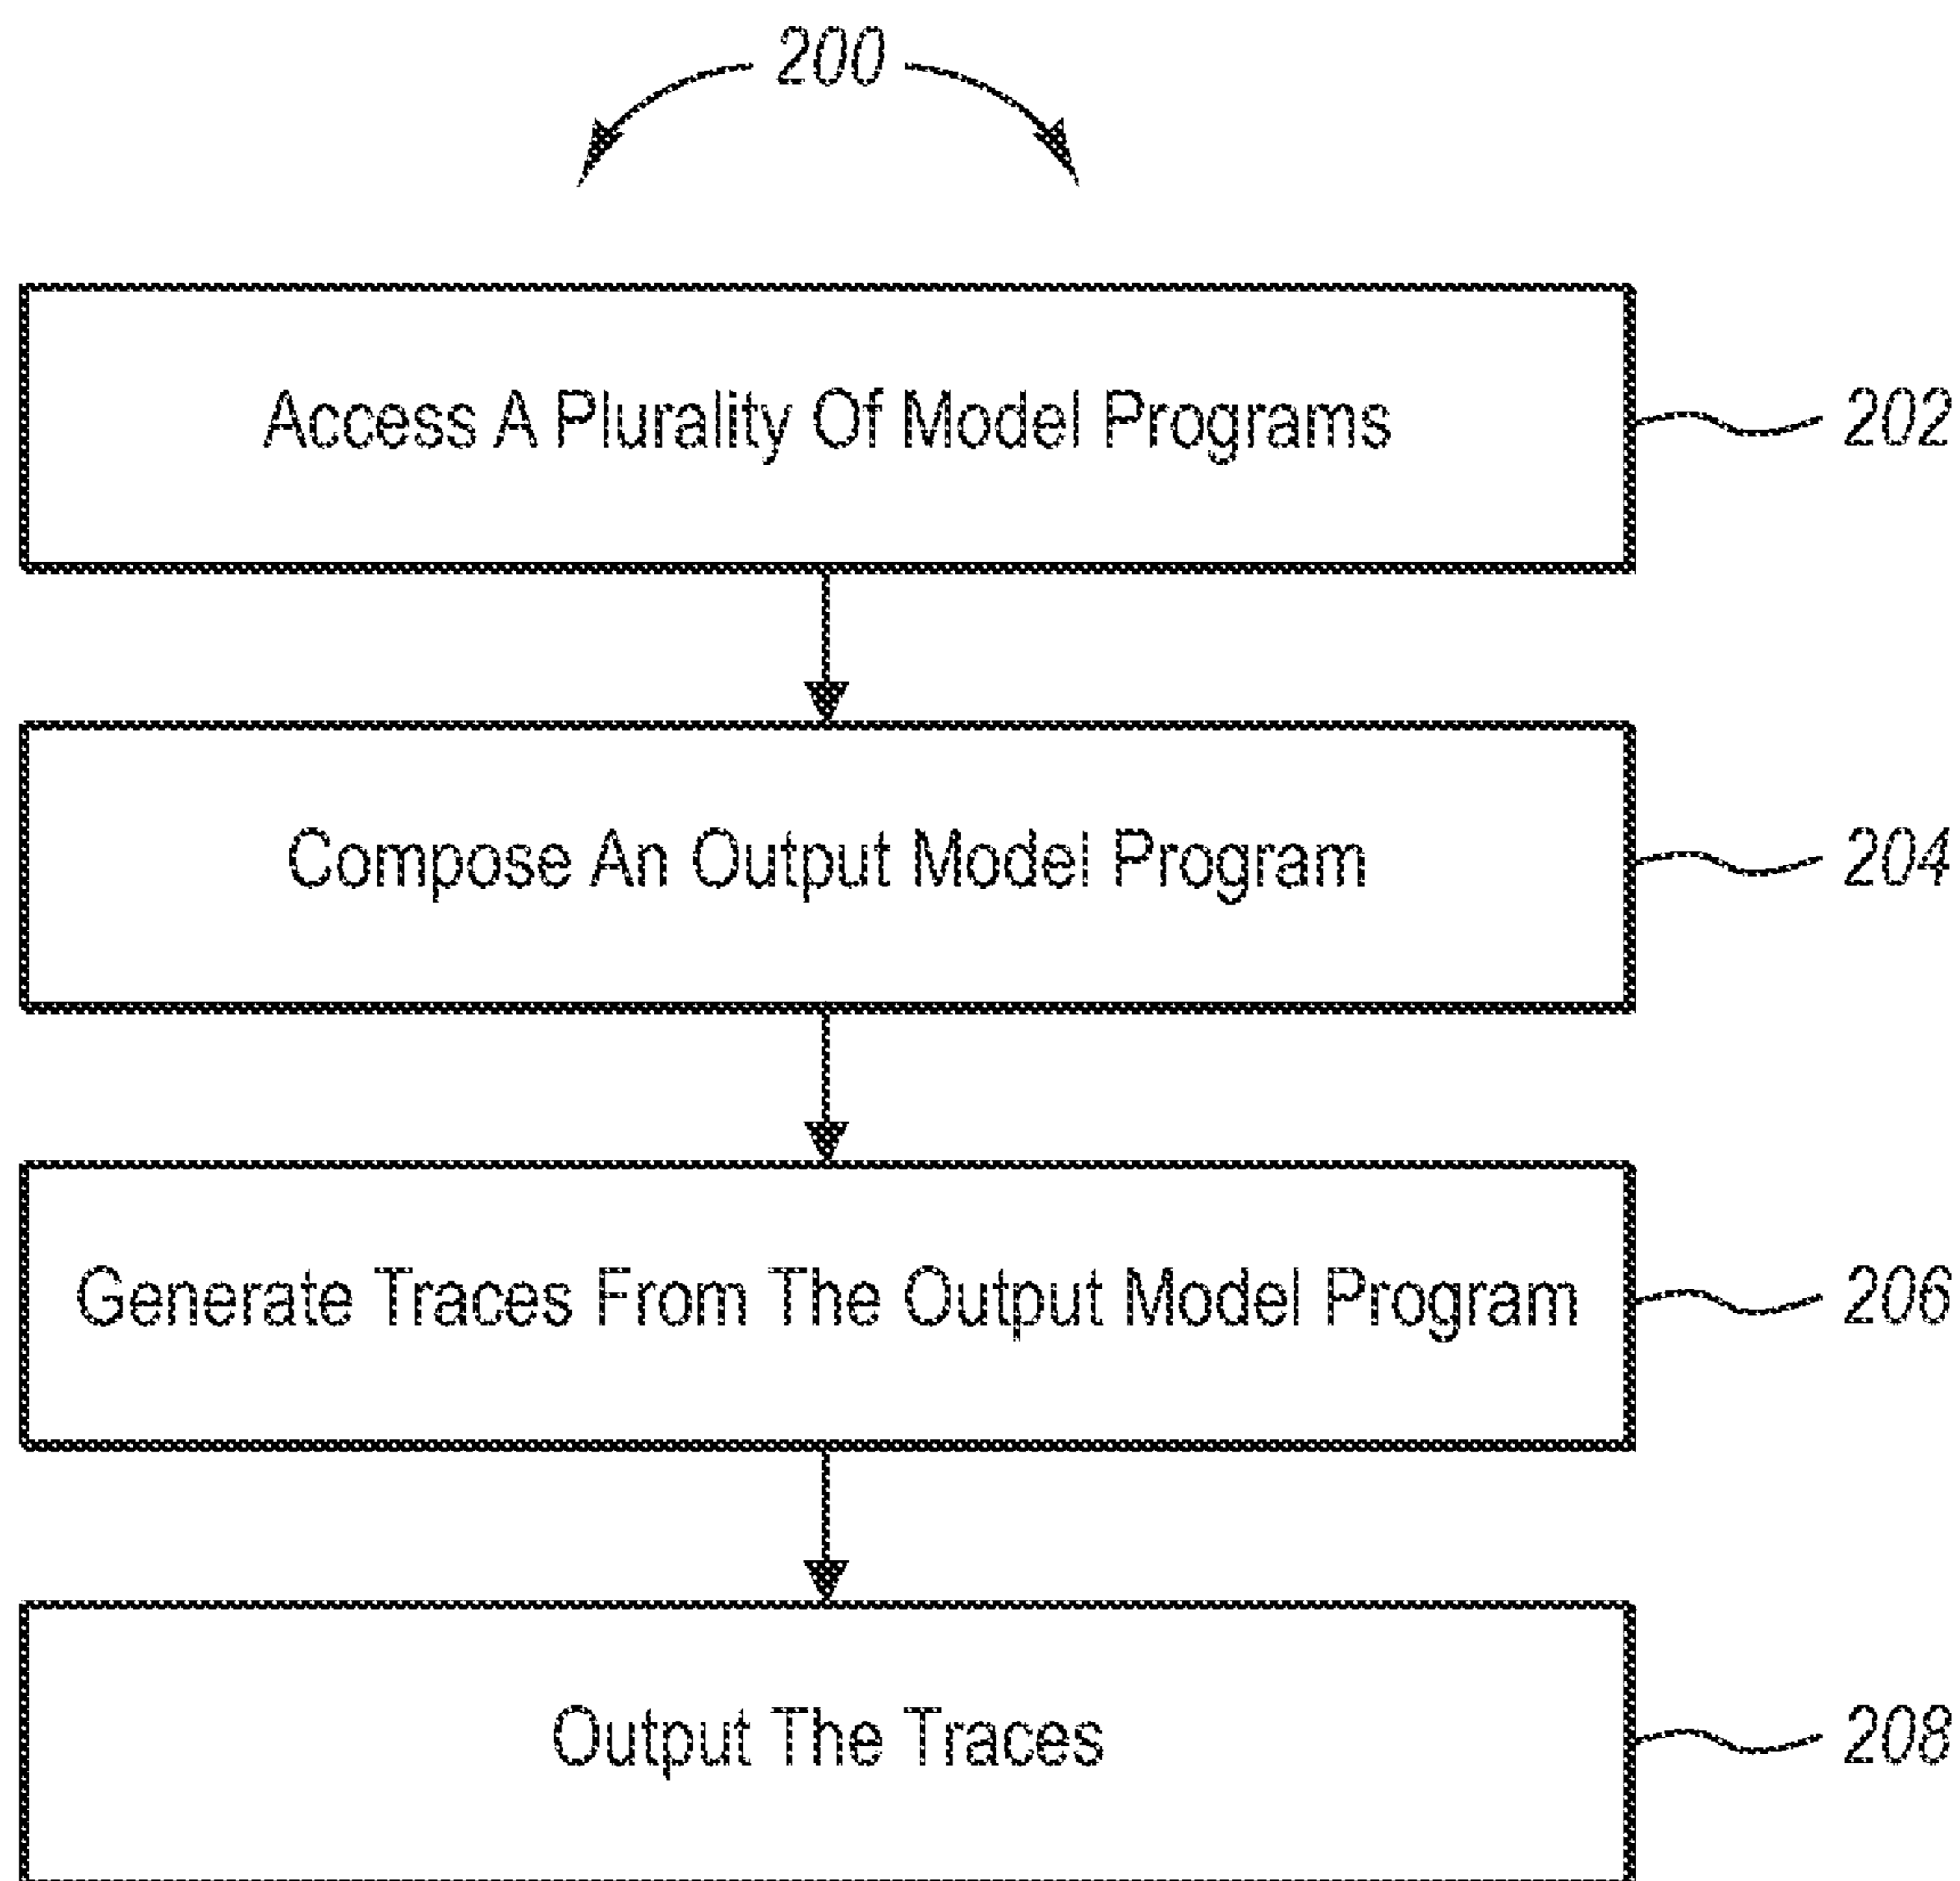 200
Access A Plurality Of Model Programs
202
Compose An Output Model Program
204
Generate Traces From The Output Model Program
206
Output The Traces
208